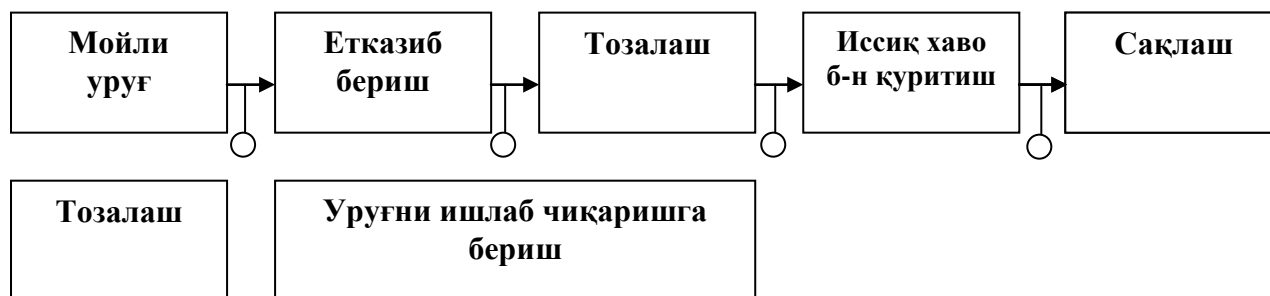 Мойли
уруғ
Етказиб
бериш
Тозалаш
Иссиқ хаво
б-н қуритиш
Сақлаш
Тозалаш
Уруғни ишлаб чиқаришга
бериш